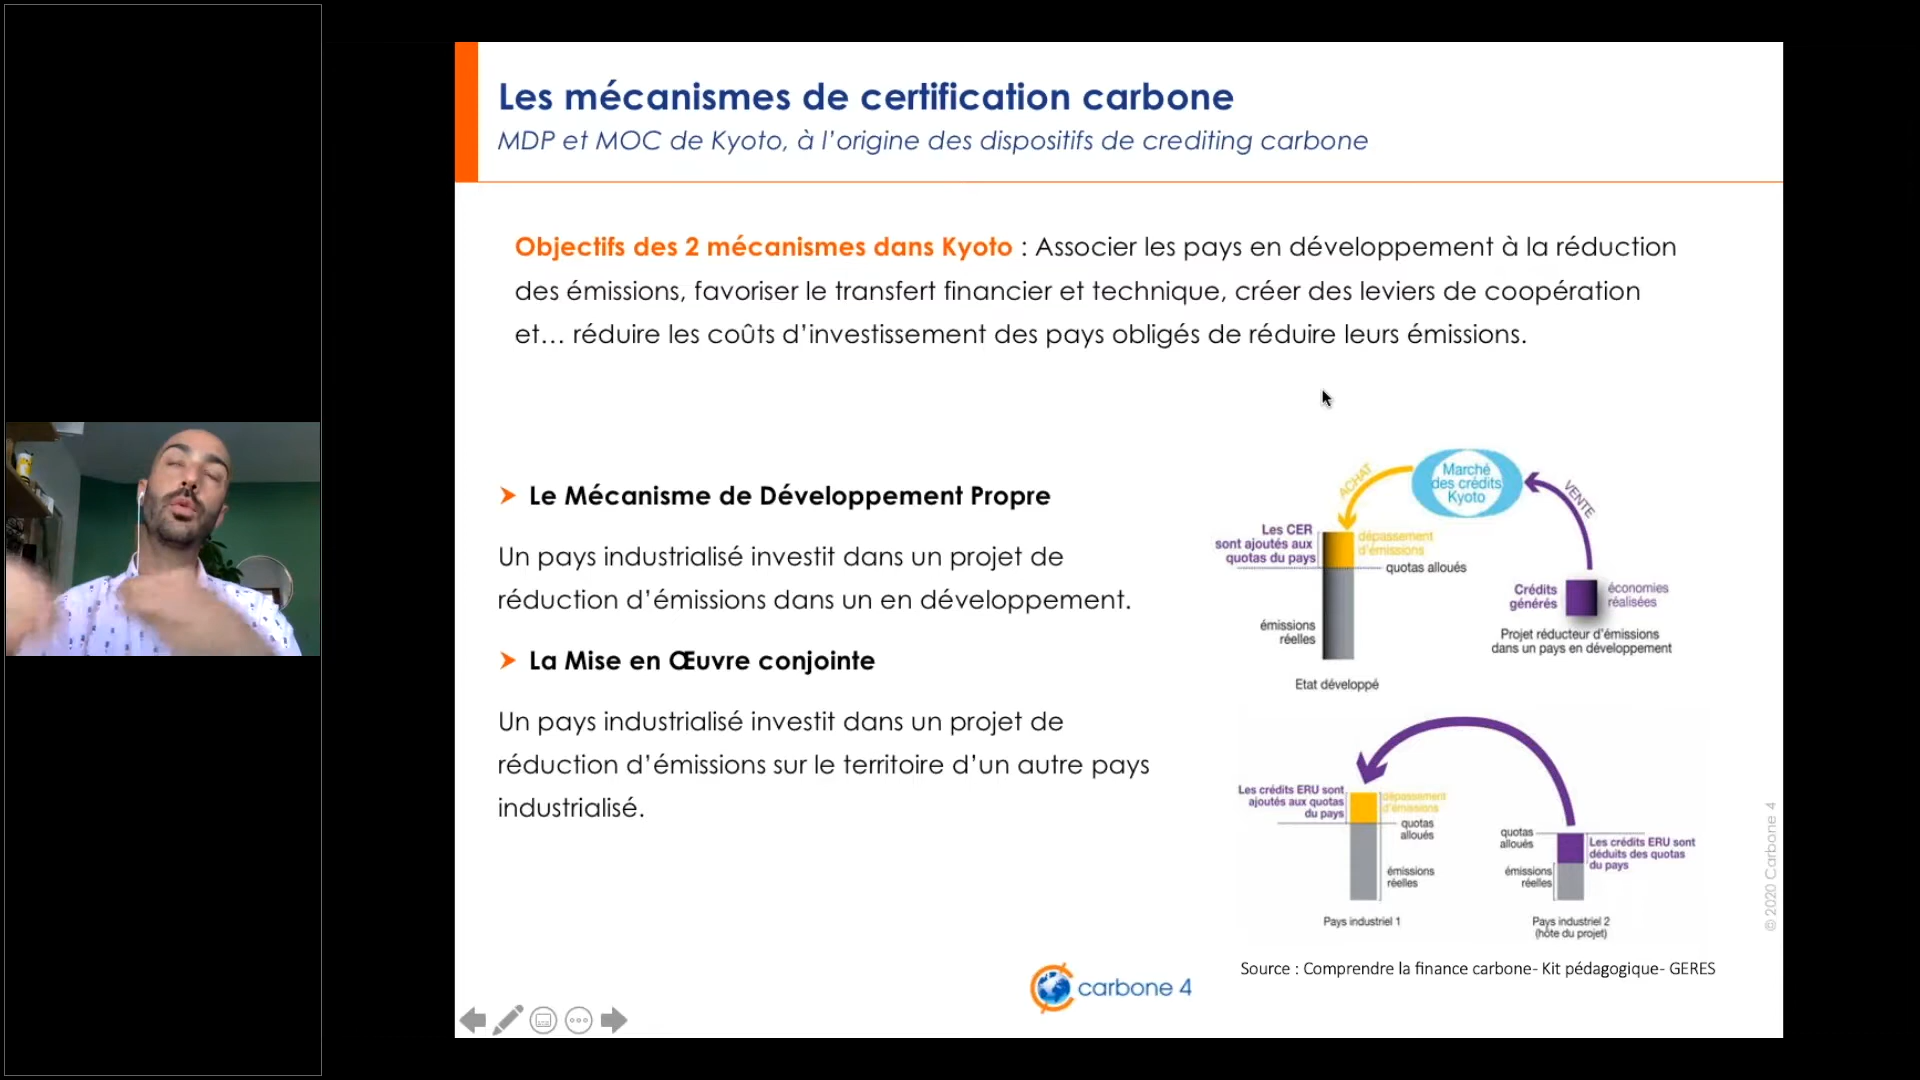 Les mécanismes de certification carbone
MDP et MOC de Kyoto, à l’origine des dispositifs de crediting carbone
Objectifs des 2 mécanismes dans Kyoto : Associer les pays en développement à la réduction
des émissions, favoriser le transfert financier et technique, créer des leviers de coopération
et... réduire les coûts d’investissement des pays obligés de réduire leurs émissions.
Le Mécanisme de Développement Propre
Un pays industrialisé investit dans un projet de
réduction d’émissions dans un en développement.
La Mise en Œuvre conjointe
Un pays industrialisé investit dans un projet de
réduction d’émissions sur le territoire d’un autre pays
industrialisé.
Marché
des crédits
Kyoto
ACHAT
VENTE
Les CER
sont ajoutés aux
quotas du pays
dépassement
d'émissions
quotas alloués
émissions
réelles
Etat développé
Crédits
générés
économies
réalisées
Projet réducteur d'émissions
dans un pays en développement
Les crédits ERU sont
ajoutés aux quotas
du pays
dépassement
d'émissions
quotas
alloués
émissions
réelles
Pays industriel 1
quotas
alloués
émissions
réelles
Les crédits ERU sont
déduits des quotas
du pays
Pays industriel 2
(hôte du projet)
Source : Comprendre la finance carbone- Kit pédagogique- GERES
carbone 4
© 2020 Carbone 4